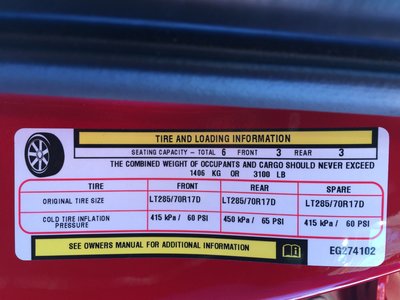 TIRE AND LOADING INFORMATION
SEATING CAPACITY - TOTAL 6 FRONT 3 REAR 3
THE COMBINED WEIGHT OF OCCUPANTS AND CARGO SHOULD NEVER EXCEED
1406 KG OR 3100 LB
TIRE FRONT REAR SPARE
ORIGINAL TIRE SIZE LT285/70R17D LT285/70R17D LT285/70R17D
COLD TIRE INFLATION PRESSURE 415 kPa / 60 PSI 450 kPa / 65 PSI 415 kPa / 60 PSI
SEE OWNERS MANUAL FOR ADDITIONAL INFORMATION EG274102